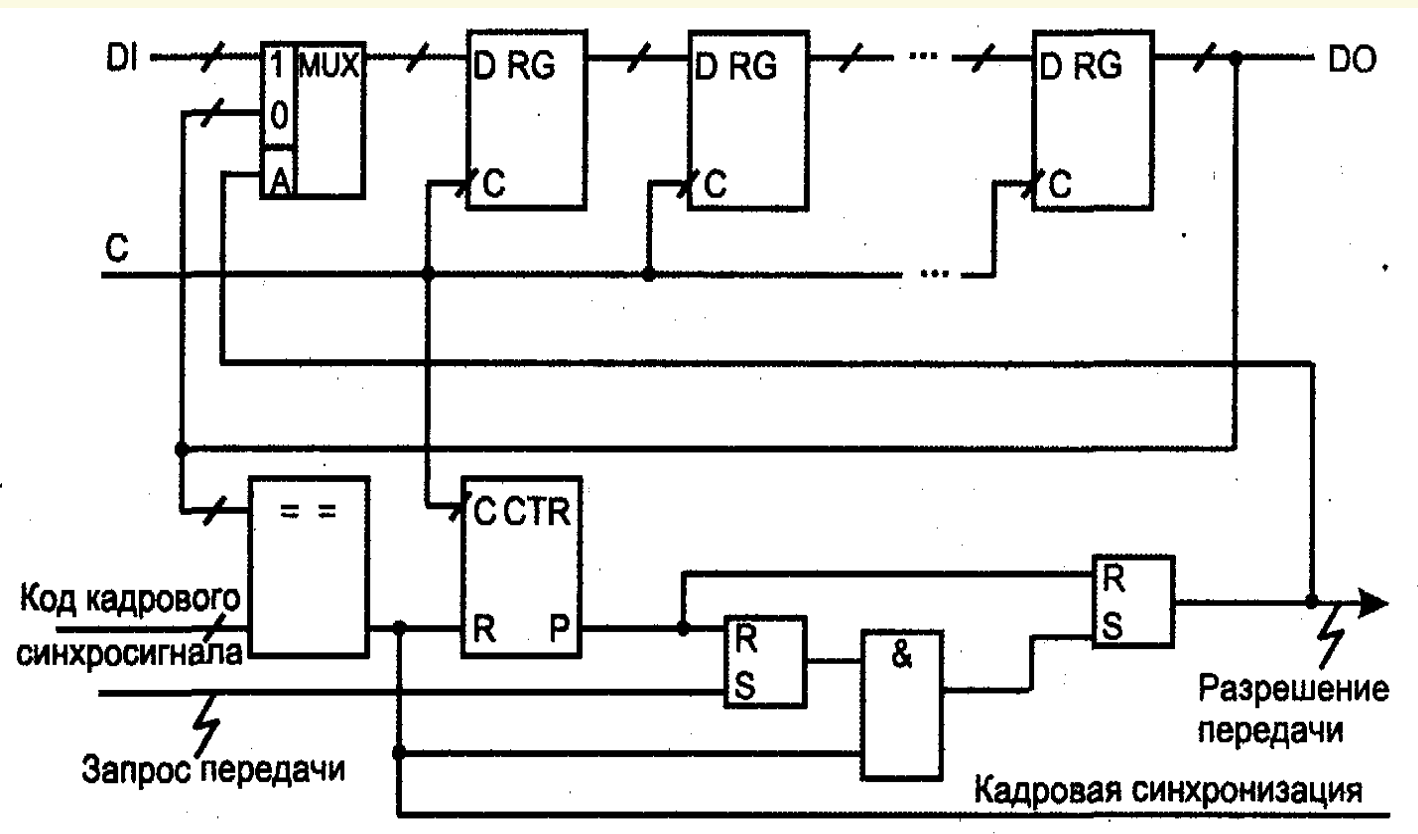 DI
1 MUX
0
A
D RG
C
D RG
C
...
D RG
C
DO
C
...
= =
Код кадрового
синхросигнала
C CTR
R P
R
S
&
R
S
Запрос передачи
Разрешение
передачи
Кадровая синхронизация